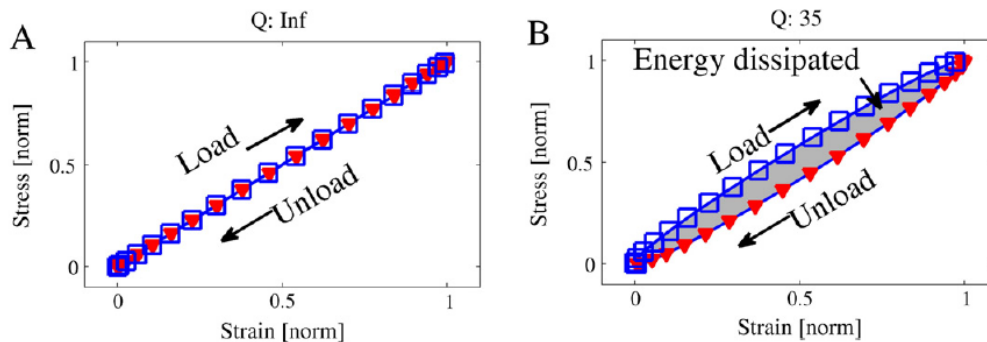 A
Q: Inf
Stress [norm]
1
0.5
0
Load
Unload
0
0.5
1
Strain [norm]
B
Q: 35
Energy dissipated
Stress [norm]
1
0.5
0
Load
Unload
0
0.5
1
Strain [norm]